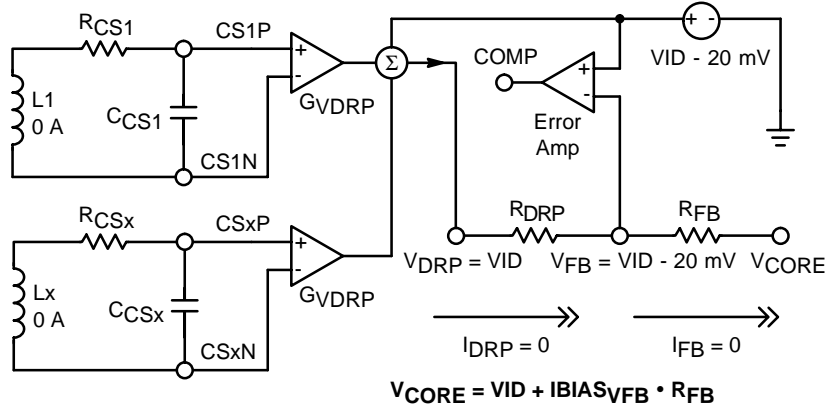 RCS1
CS1P
+
-
L1
0 A
CCS1
GVDRP
CS1N
Σ
COMP
+
-
Error
Amp
+ -
VID - 20 mV
RCSx
CSxP
+
-
Lx
0 A
CCSx
GVDRP
CSxN
RDRP
RFB
VDRP = VID
VFB = VID - 20 mV
VCORE
IDRP = 0
IFB = 0
VCORE = VID + IBIASVFB • RFB